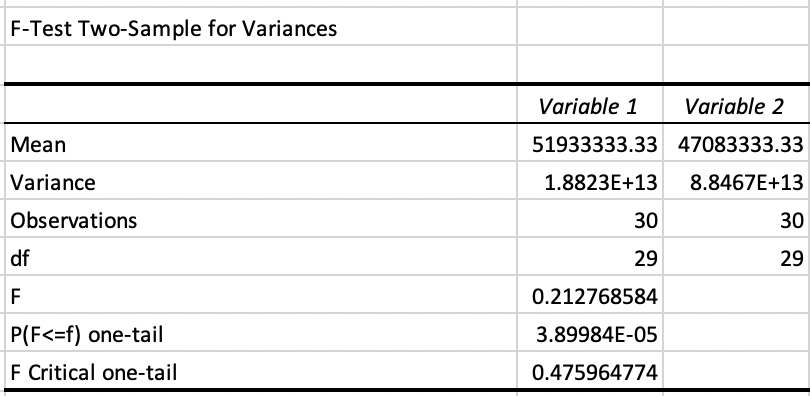 F-Test Two-Sample for Variances
Variable 1 Variable 2
Mean 51933333.33 47083333.33
Variance 1.8823E+13 8.8467E+13
Observations 30 30
df 29 29
F 0.212768584
P(F<=f) one-tail 3.89984E-05
F Critical one-tail 0.475964774